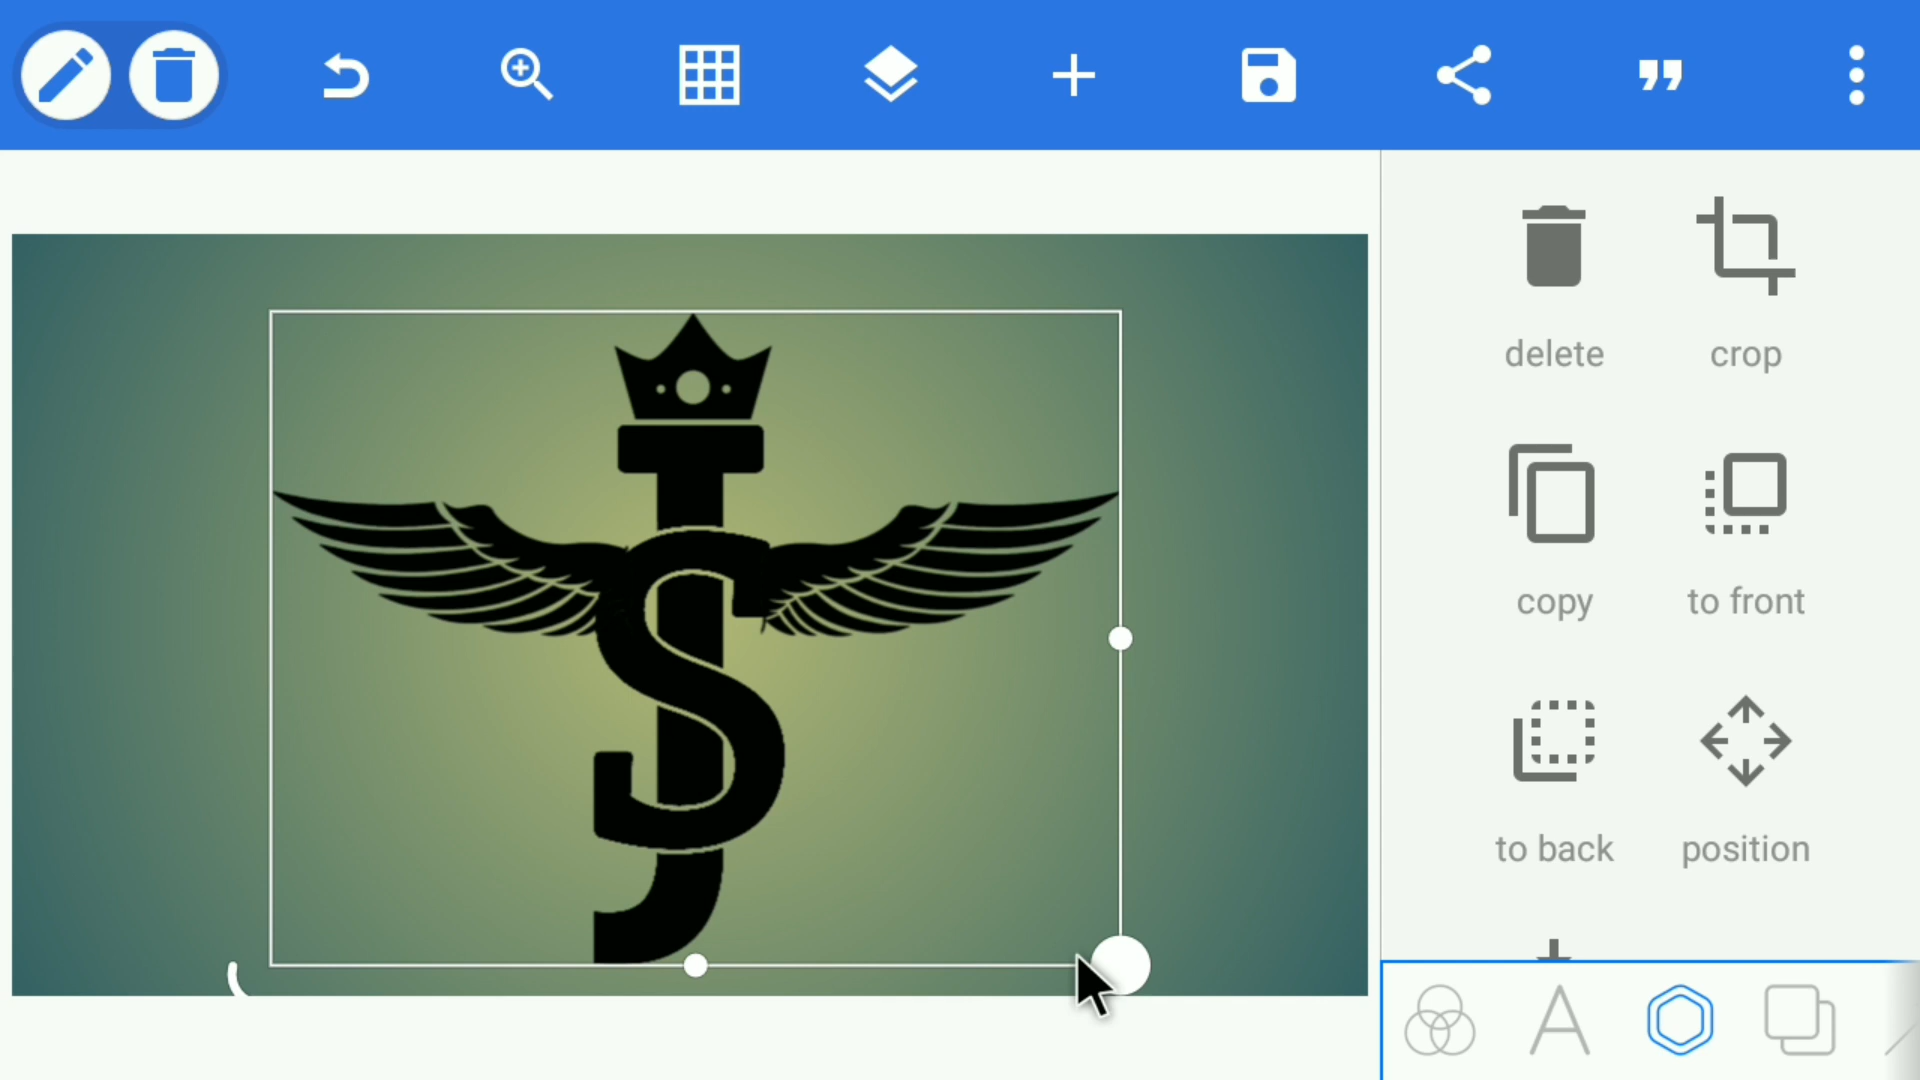 J
S
delete crop
copy to front
to back position
A